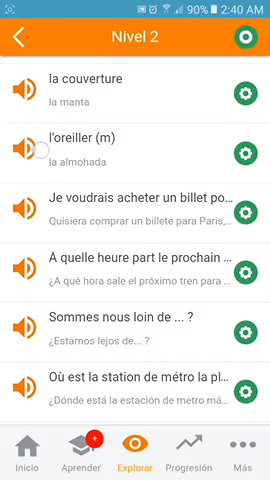 90% 2:40 AM
Nivel 2
la couverture
la manta
l'oreiller (m)
la almohada
Je voudrais acheter un billet po...
Quisiera comprar un billete para Paris,...
À quelle heure part le prochain ...
¿A qué hora sale el próximo tren para ...
Sommes nous loin de ... ?
¿Estamos lejos de... ?
Où est la station de métro la pl...
¿Dónde está la estación de metro má...
Inicio Aprender Explorar Progresión Más